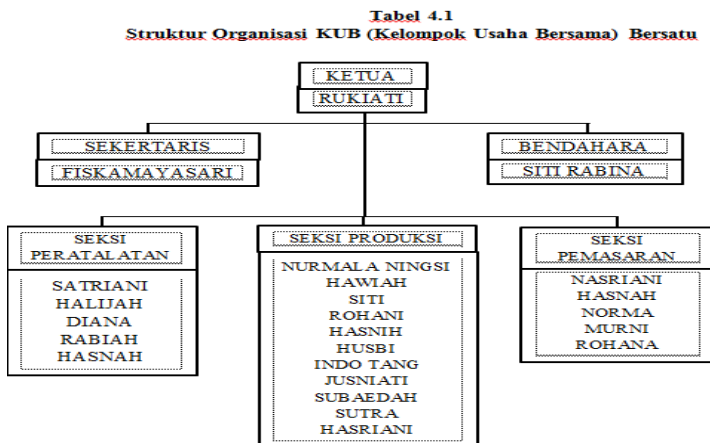 Tabel 4.1
Struktur Organisasi KUB (Kelompok Usaha Bersama) Bersatu
KETUA
RUKIATI
SEKERTARIS
FISKAMAYASARI
BENDAHARA
SITI RABINA
SEKSI
PERATALATAN
SATRIANI
HALIJAH
DIANA
RABIAH
HASNAH
SEKSI PRODUKSI
NURMALA NINGSI
HAWIAH
SITI
ROHANI
HASNIH
HUSBI
INDO TANG
JUSNIATI
SUBAEDAH
SUTRA
HASRIANI
SEKSI
PEMASARAN
NASRIANI
HASNAH
NORMA
MURNI
ROHANA